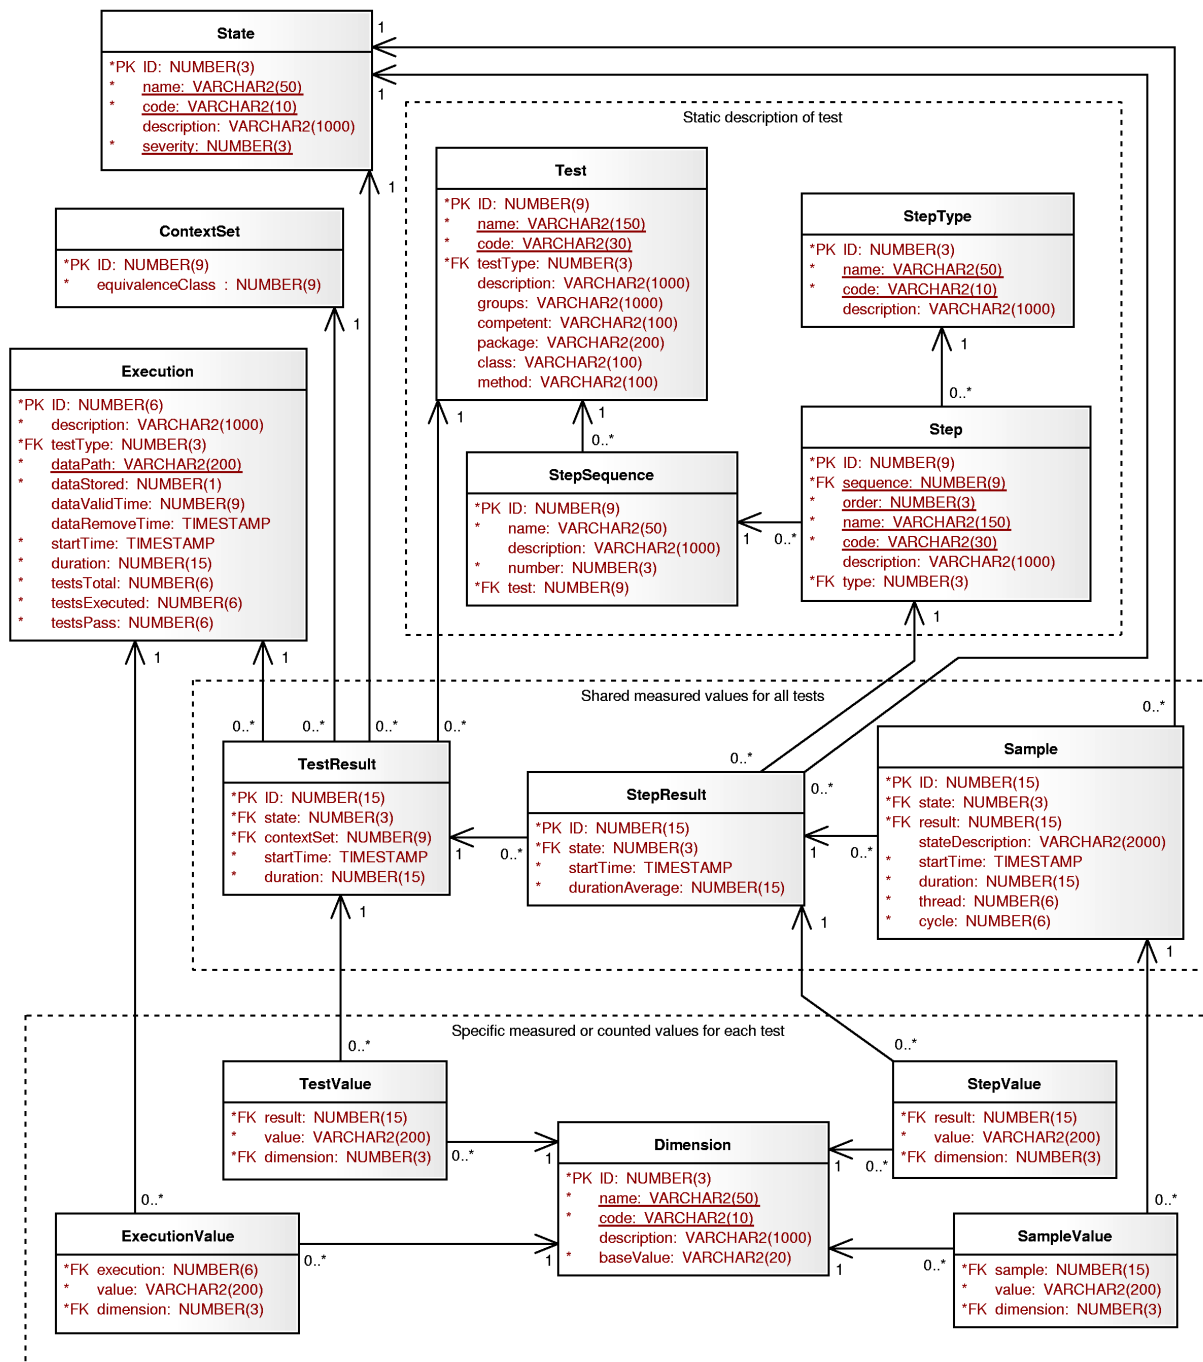 State
*PK ID: NUMBER(3)
* name: VARCHAR2(50)
* code: VARCHAR2(10)
description: VARCHAR2(1000)
* severity: NUMBER(3)
1
1
1
Static description of test
Test
*PK ID: NUMBER(9)
* name: VARCHAR2(150)
* code: VARCHAR2(30)
*FK testType: NUMBER(3)
description: VARCHAR2(1000)
groups: VARCHAR2(1000)
competent: VARCHAR2(100)
package: VARCHAR2(200)
class: VARCHAR2(100)
method: VARCHAR2(100)
1
1
0..*
StepType
*PK ID: NUMBER(3)
* name: VARCHAR2(50)
* code: VARCHAR2(10)
description: VARCHAR2(1000)
1
0..*
ContextSet
*PK ID: NUMBER(9)
* equivalenceClass : NUMBER(9)
1
Execution
*PK ID: NUMBER(6)
* description: VARCHAR2(1000)
*FK testType: NUMBER(3)
* dataPath: VARCHAR2(200)
* dataStored: NUMBER(1)
dataValidTime: NUMBER(9)
dataRemoveTime: TIMESTAMP
* startTime: TIMESTAMP
* duration: NUMBER(15)
* testsTotal: NUMBER(6)
* testsExecuted: NUMBER(6)
* testsPass: NUMBER(6)
1
1
StepSequence
*PK ID: NUMBER(9)
* name: VARCHAR2(50)
description: VARCHAR2(1000)
* number: NUMBER(3)
*FK test: NUMBER(9)
1
0..*
Step
*PK ID: NUMBER(9)
*FK sequence: NUMBER(9)
* order: NUMBER(3)
* name: VARCHAR2(150)
* code: VARCHAR2(30)
description: VARCHAR2(1000)
*FK type: NUMBER(3)
1
Shared measured values for all tests
0..*
0..*
0..*
0..*
0..*
0..*
0..*
TestResult
*PK ID: NUMBER(15)
*FK state: NUMBER(3)
*FK contextSet: NUMBER(9)
* startTime: TIMESTAMP
* duration: NUMBER(15)
1
0..*
1
StepResult
*PK ID: NUMBER(15)
*FK state: NUMBER(3)
* startTime: TIMESTAMP
* durationAverage: NUMBER(15)
1
0..*
1
Sample
*PK ID: NUMBER(15)
*FK state: NUMBER(3)
*FK result: NUMBER(15)
stateDescription: VARCHAR2(2000)
* startTime: TIMESTAMP
* duration: NUMBER(15)
* thread: NUMBER(6)
* cycle: NUMBER(6)
1
Specific measured or counted values for each test
0..*
0..*
TestValue
*FK result: NUMBER(15)
* value: VARCHAR2(200)
*FK dimension: NUMBER(3)
0..*
1
StepValue
*FK result: NUMBER(15)
* value: VARCHAR2(200)
*FK dimension: NUMBER(3)
1
0..*
Dimension
*PK ID: NUMBER(3)
* name: VARCHAR2(50)
* code: VARCHAR2(10)
description: VARCHAR2(1000)
* baseValue: VARCHAR2(20)
0..*
0..*
ExecutionValue
*FK execution: NUMBER(6)
* value: VARCHAR2(200)
*FK dimension: NUMBER(3)
0..*
1
1
0..*
SampleValue
*FK sample: NUMBER(15)
* value: VARCHAR2(200)
*FK dimension: NUMBER(3)